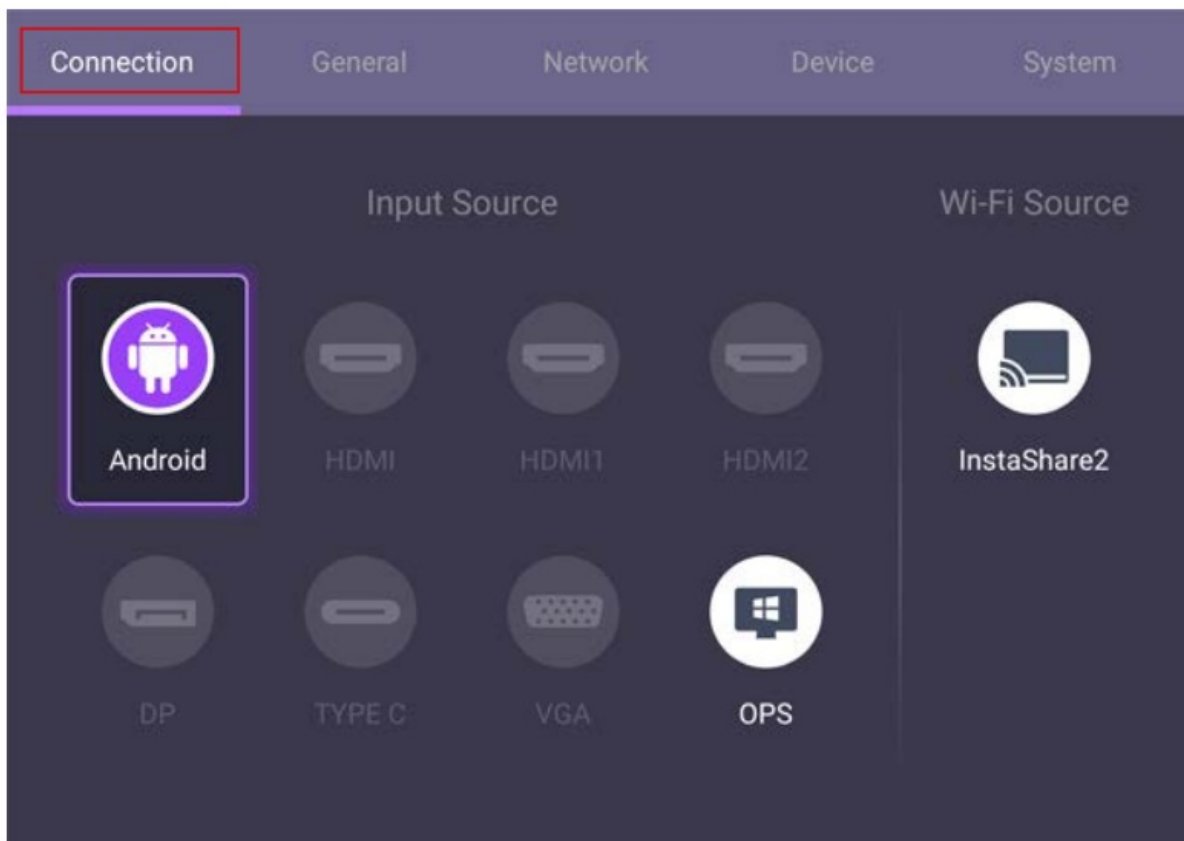 Connection General Network Device System
Input Source Wi-Fi Source
Android HDMI HDMI1 HDMI2 InstaShare2
DP TYPE C VGA OPS